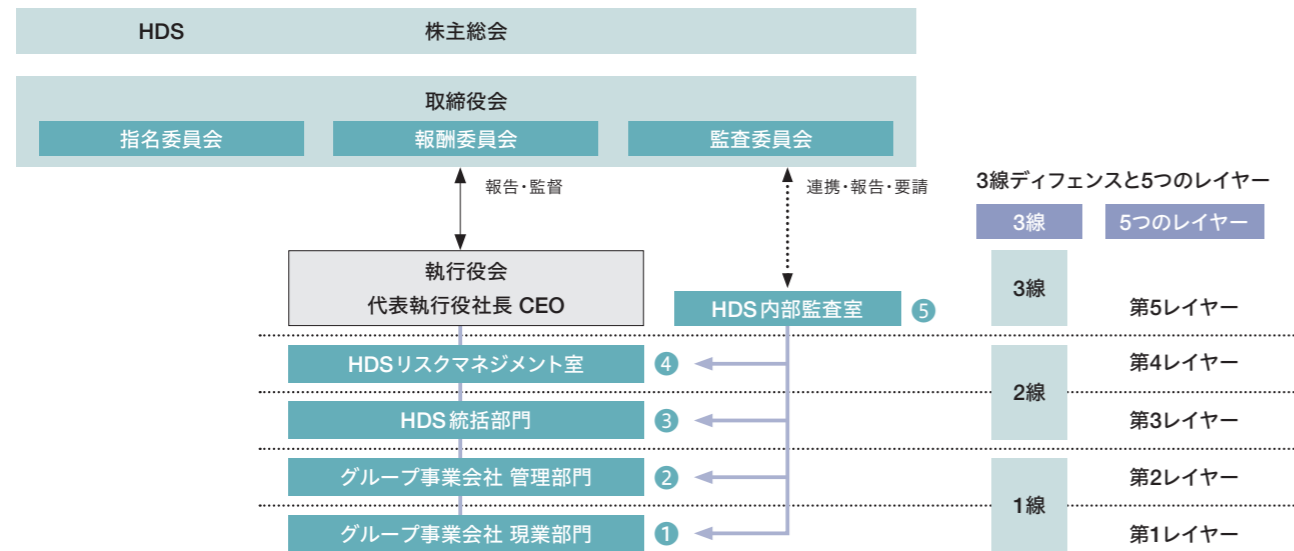 HDS 株主総会
取締役会
指名委員会 報酬委員会 監査委員会
報告・監督 連携・報告・要請
3線ディフェンスと5つのレイヤー
3線 5つのレイヤー
執行役会
代表執行役社長 CEO
HDS内部監査室 5
3線 第5レイヤー
HDSリスクマネジメント室 4 第4レイヤー
2線
HDS統括部門 3 第3レイヤー
グループ事業会社 管理部門 2 第2レイヤー
1線
グループ事業会社 現業部門 1 第1レイヤー